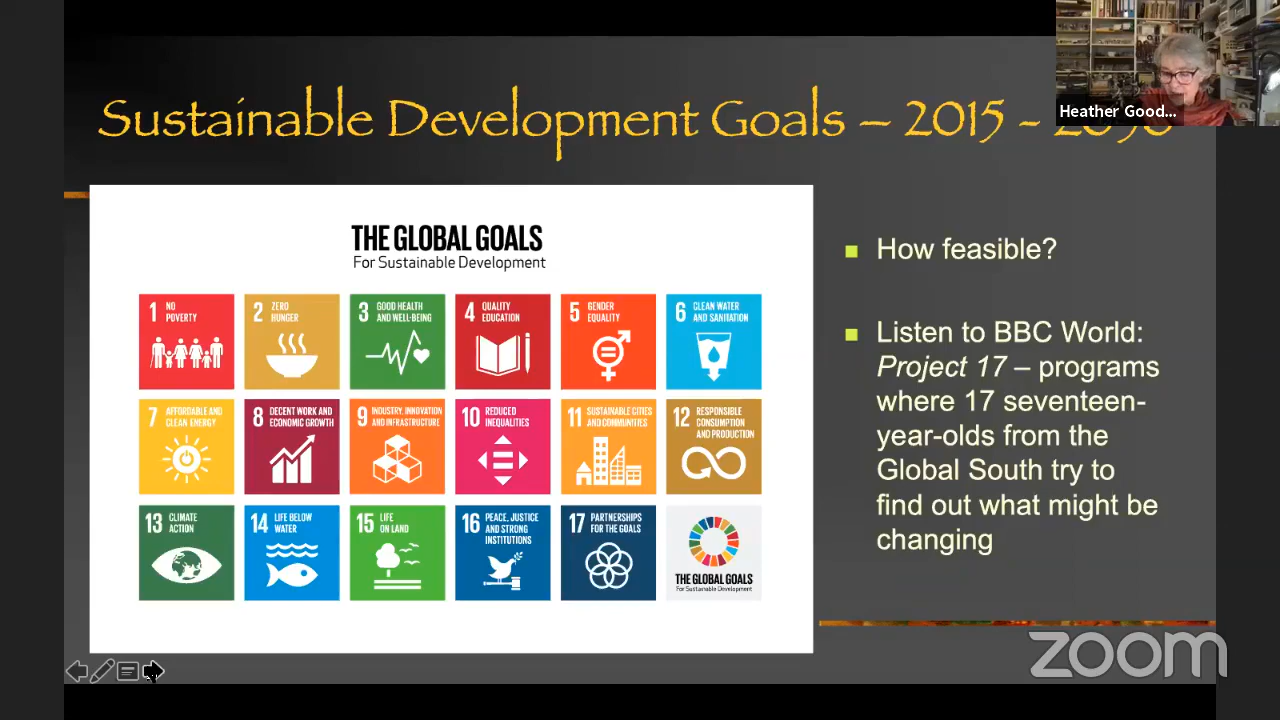 Heather Good...
Sustainable Development Goals – 2015 -
THE GLOBAL GOALS
For Sustainable Development
1 NO
POVERTY
2 ZERO
HUNGER
3 GOOD HEALTH
AND WELL-BEING
4 QUALITY
EDUCATION
5 GENDER
EQUALITY
6 CLEAN WATER
AND SANITATION
7 AFFORDABLE AND
CLEAN ENERGY
8 DECENT WORK AND
ECONOMIC GROWTH
9 INDUSTRY, INNOVATION
AND INFRASTRUCTURE
10 REDUCED
INEQUALITIES
11 SUSTAINABLE CITIES
AND COMMUNITIES
12 RESPONSIBLE
CONSUMPTION
AND PRODUCTION
13 CLIMATE
ACTION
14 LIFE BELOW
WATER
15 LIFE
ON LAND
16 PEACE, JUSTICE
AND STRONG
INSTITUTIONS
17 PARTNERSHIPS
FOR THE GOALS
THE GLOBAL GOALS
For Sustainable Development
How feasible?
Listen to BBC World:
Project 17 – programs
where 17 seventeen-
year-olds from the
Global South try to
find out what might be
changing
zoom